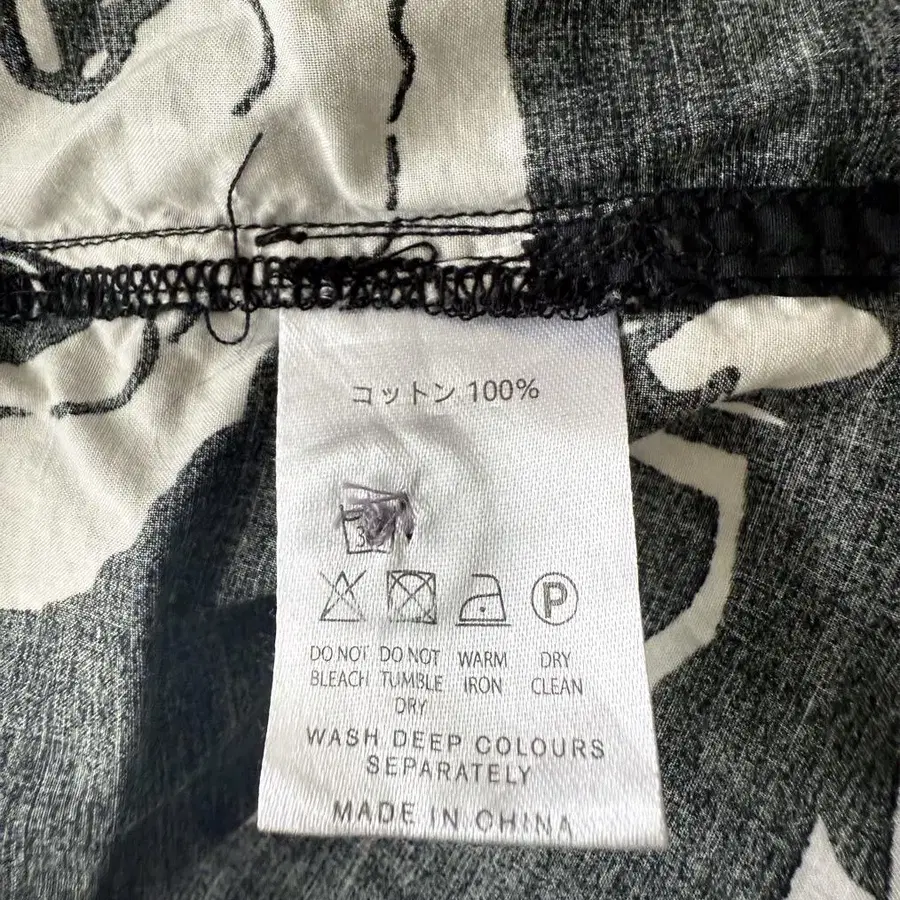 コットン 100%
P
DO NOT DO NOT WARM DRY
BLEACH TUMBLE IRON CLEAN
DRY
WASH DEEP COLOURS
SEPARATELY
MADE IN CHINA